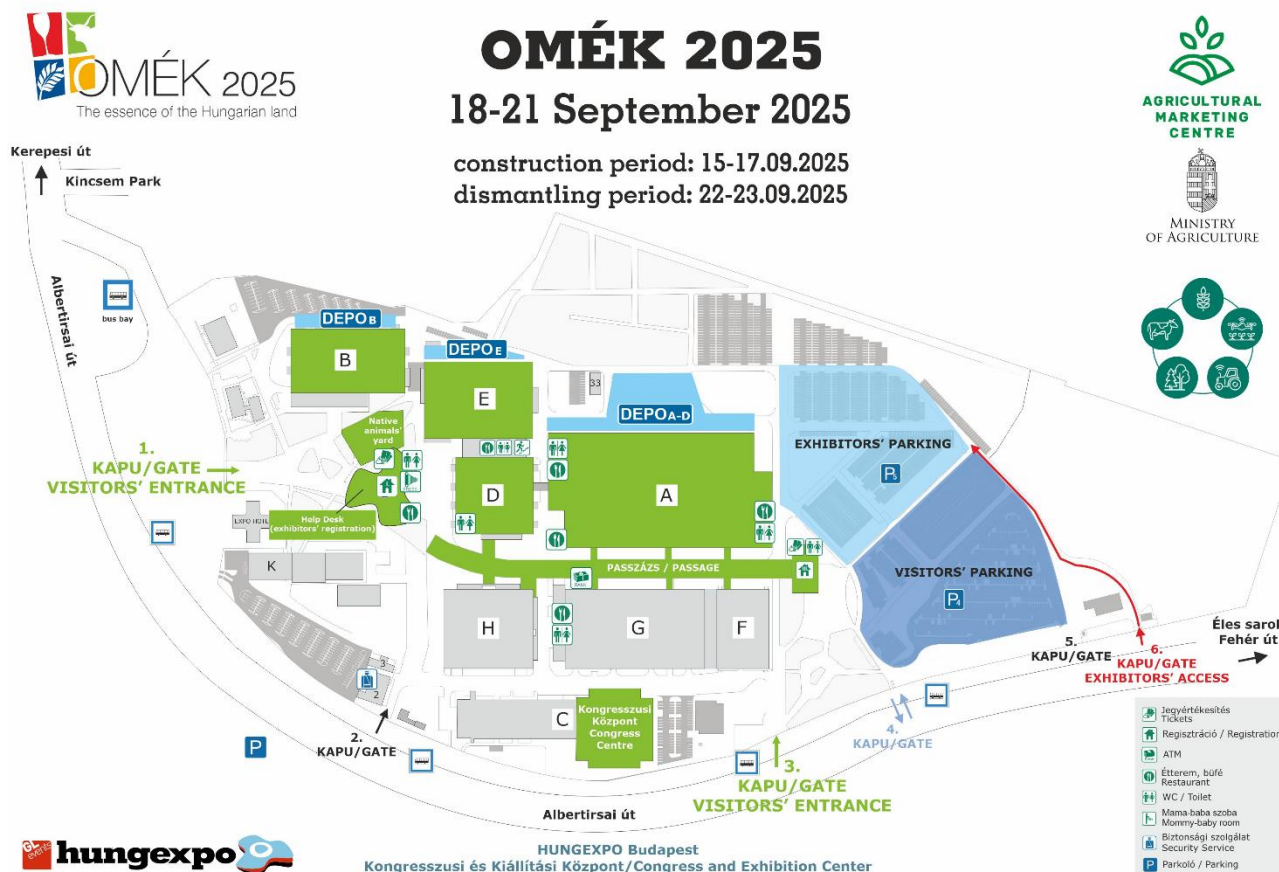 OMÉK 2025
The essence of the Hungarian land
OMÉK 2025
18-21 September 2025
construction period: 15-17.09.2025
dismantling period: 22-23.09.2025
AGRICULTURAL
MARKETING
CENTRE
MINISTRY
OF AGRICULTURE
Kerepesi út
Kincsem Park
Albertirsai út
bus bay
DEPO B
B
DEPO E
E
33
DEPO A-D
A
D
Native
animals'
yard
EXHIBITORS' PARKING
P5
1.
KAPU/GATE
VISITORS' ENTRANCE
EXPO HOTEL
Help Desk
(exhibitors' registration)
K
PASSZÁZS / PASSAGE
VISITORS' PARKING
P4
H
G
F
5.
KAPU/GATE
6.
KAPU/GATE
EXHIBITORS' ACCESS
Éles sarok
Fehér út
3
2
2.
KAPU/GATE
C
Kongresszusi
Központ
Congress
Centre
4.
KAPU/GATE
P
3.
KAPU/GATE
VISITORS' ENTRANCE
Albertirsai út
Jegyértékesítés
Tickets
Regisztráció / Registration
ATM
Étterem, büfé
Restaurant
WC / Toilet
Mama-baba szoba
Mommy-baby room
Biztonsági szolgálat
Security Service
P Parkoló / Parking
GL events
hungexpo
HUNGEXPO Budapest
Kongresszusi és Kiállítási Központ/Congress and Exhibition Center